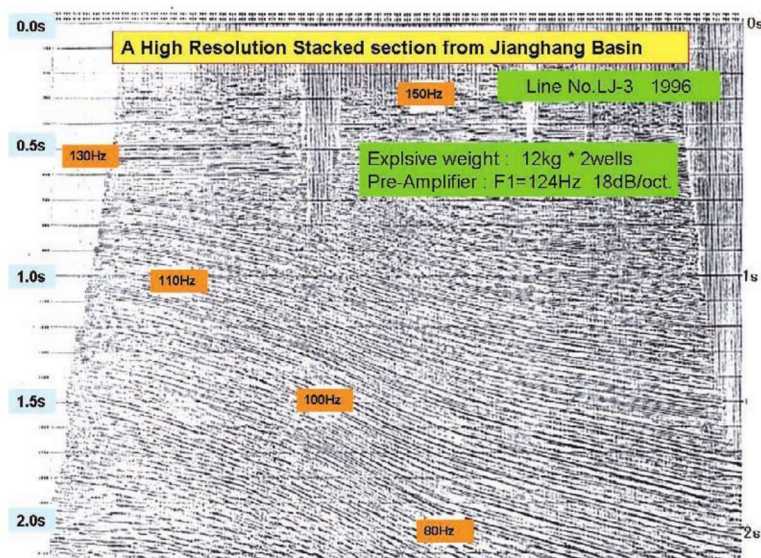 0.0s
0s
A High Resolution Stacked section from Jianghang Basin
Line No.LJ-3 1996
150Hz
0.5s
130Hz
Explsive weight : 12kg * 2wells
Pre-Amplifier : F1=124Hz 18dB/oct.
1.0s
1s
110Hz
1.5s
100Hz
2.0s
80Hz
2s